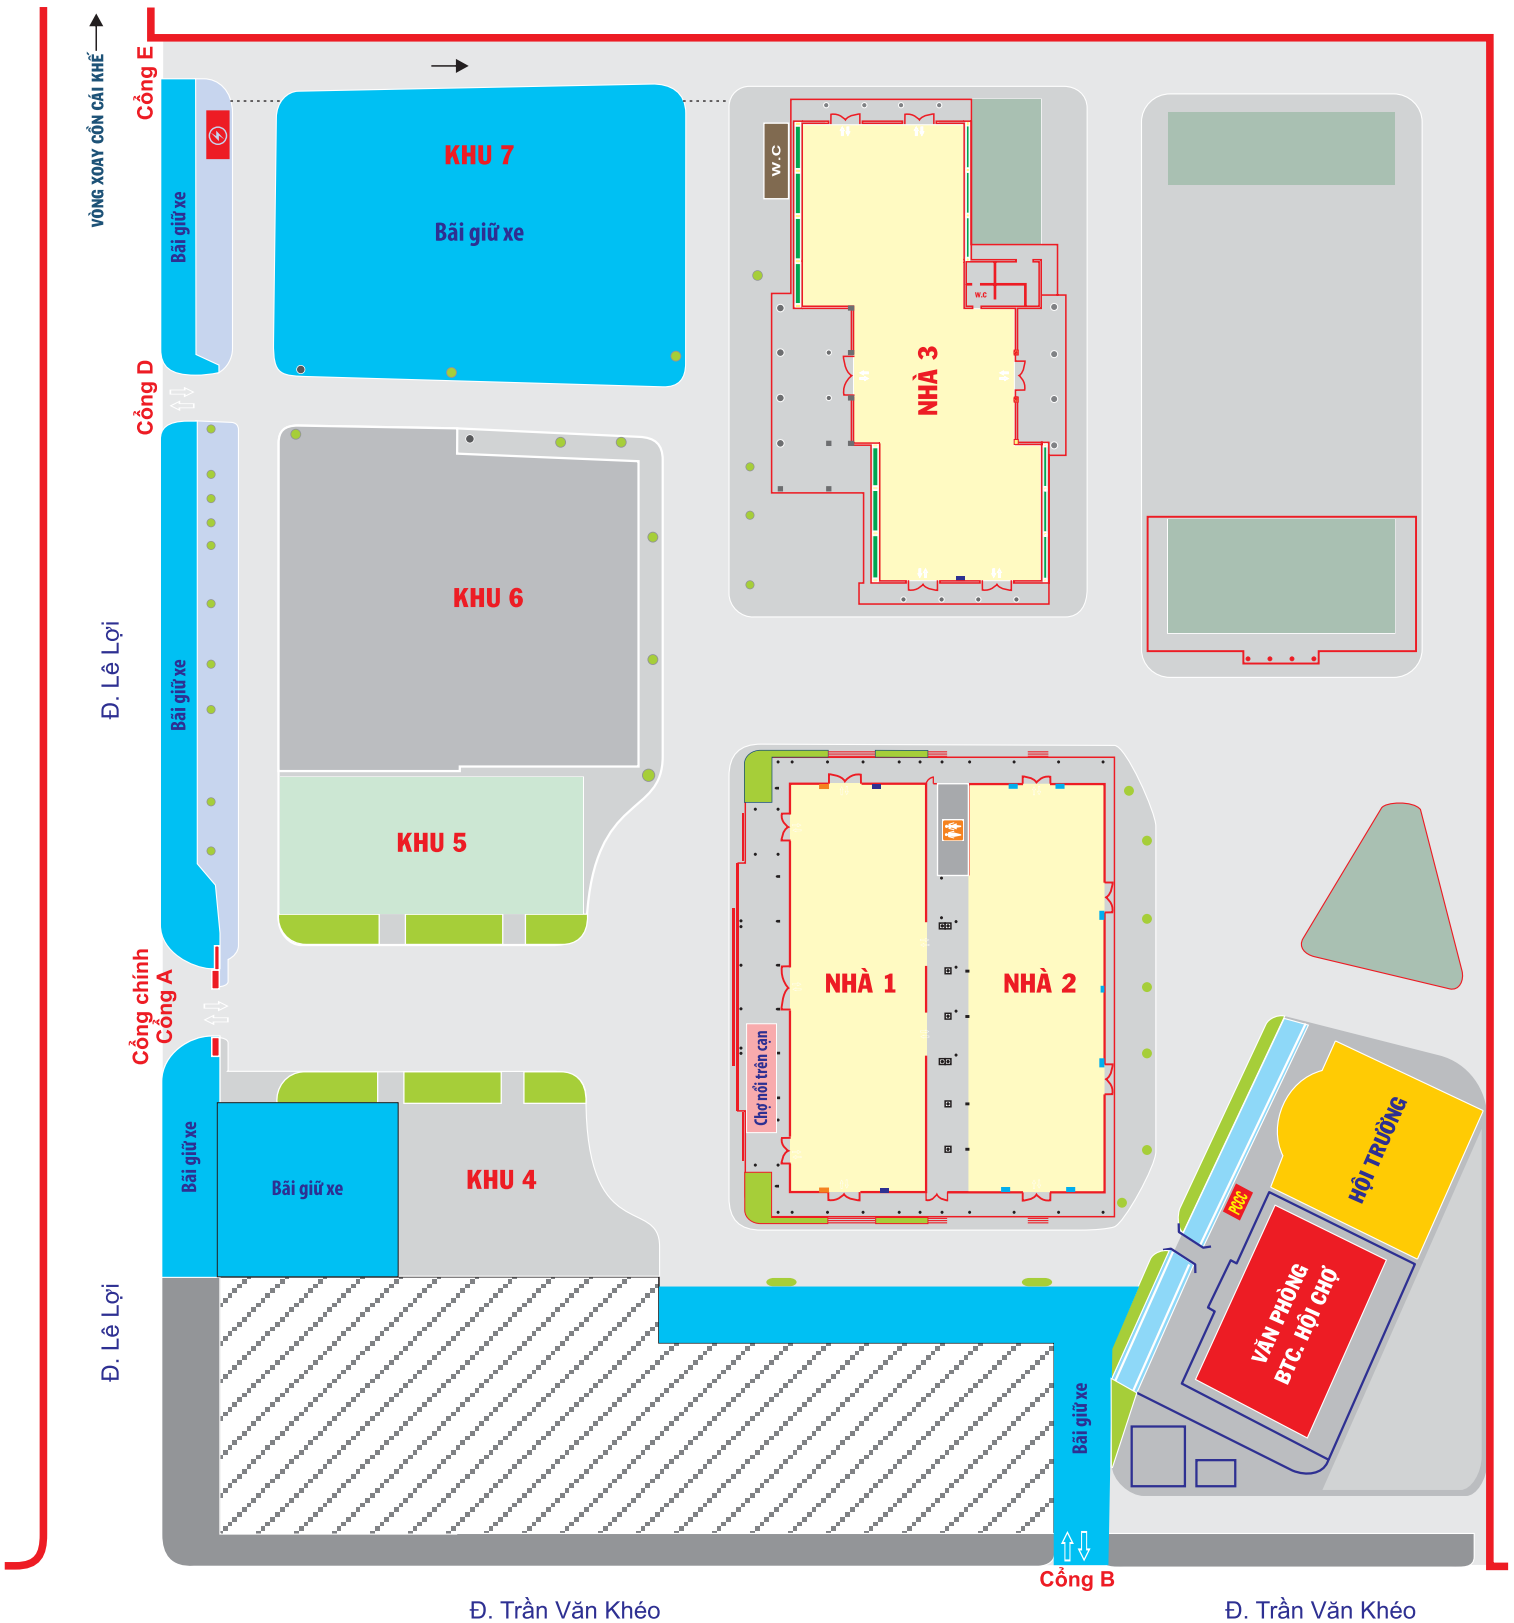 VÒNG XOAY CỒN CÁI KHẾ
Cổng E
KHU 7
Bãi giữ xe
Bãi giữ xe
W.C
W.C
NHÀ 3
Cổng D
KHU 6
Đ. Lê Lợi
Bãi giữ xe
KHU 5
Cổng chính
Cổng A
NHÀ 1
NHÀ 2
Chợ nổi trên cạn
Bãi giữ xe
Bãi giữ xe
KHU 4
HỘI TRƯỜNG
PCCC
VĂN PHÒNG
BTC. HỘI CHỢ
Đ. Lê Lợi
Bãi giữ xe
Cổng B
Đ. Trần Văn Khéo
Đ. Trần Văn Khéo